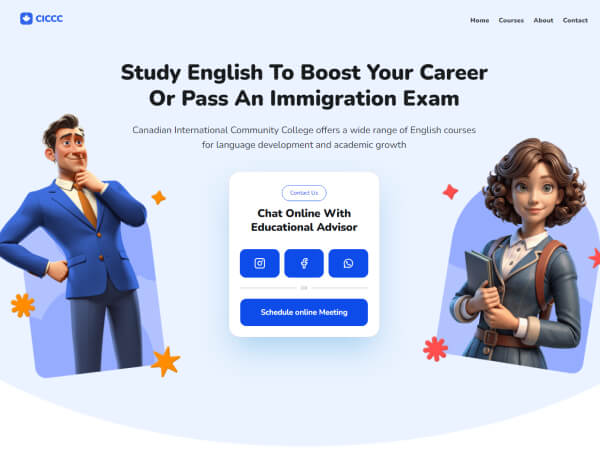 CICCC
Home Courses About Contact
Study English To Boost Your Career
Or Pass An Immigration Exam
Canadian International Community College offers a wide range of English courses
for language development and academic growth
Contact Us
Chat Online With
Educational Advisor
OR
Schedule online Meeting